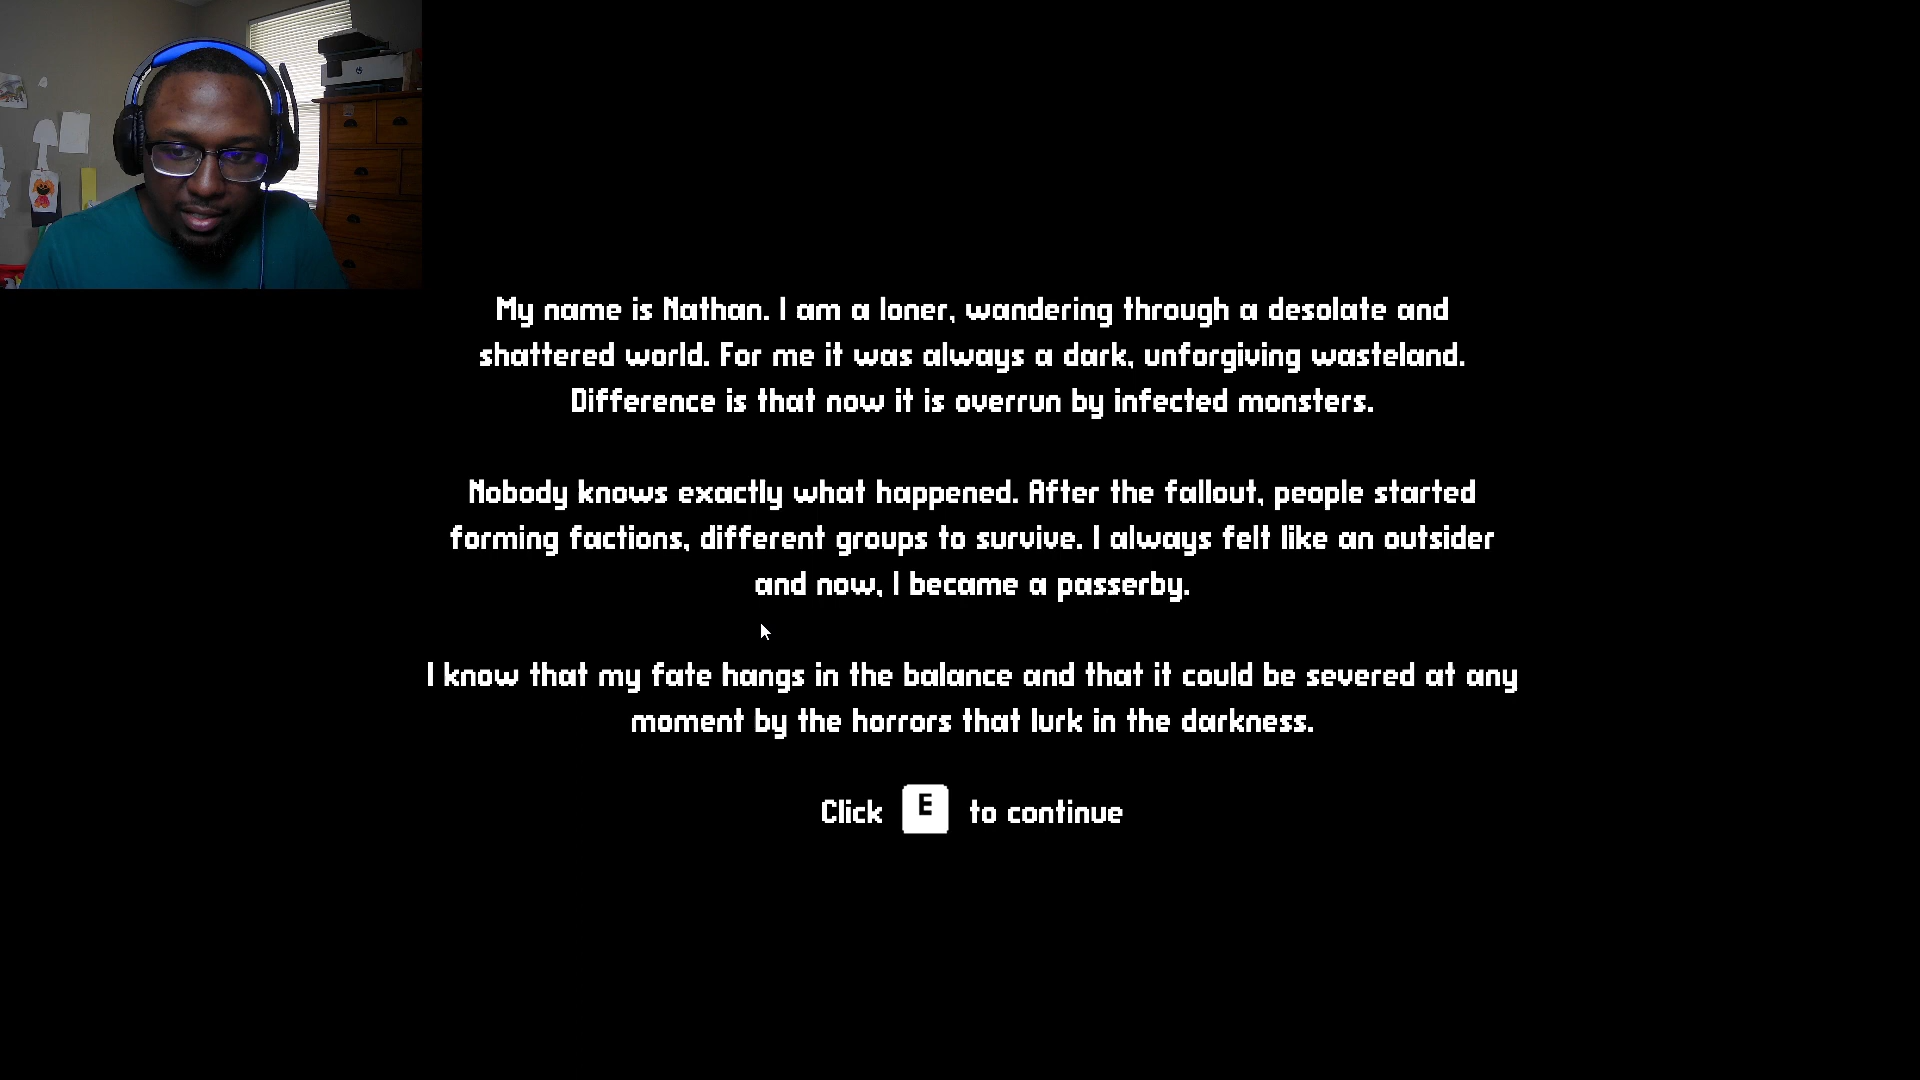 My name is Nathan. I am a loner, wandering through a desolate and
shattered world. For me it was always a dark, unforgiving wasteland.
Difference is that now it is overrun by infected monsters.
Nobody knows exactly what happened. After the fallout, people started
forming factions, different groups to survive. I always felt like an outsider
and now, I became a passerby.
I know that my fate hangs in the balance and that it could be severed at any
moment by the horrors that lurk in the darkness.
Click E to continue